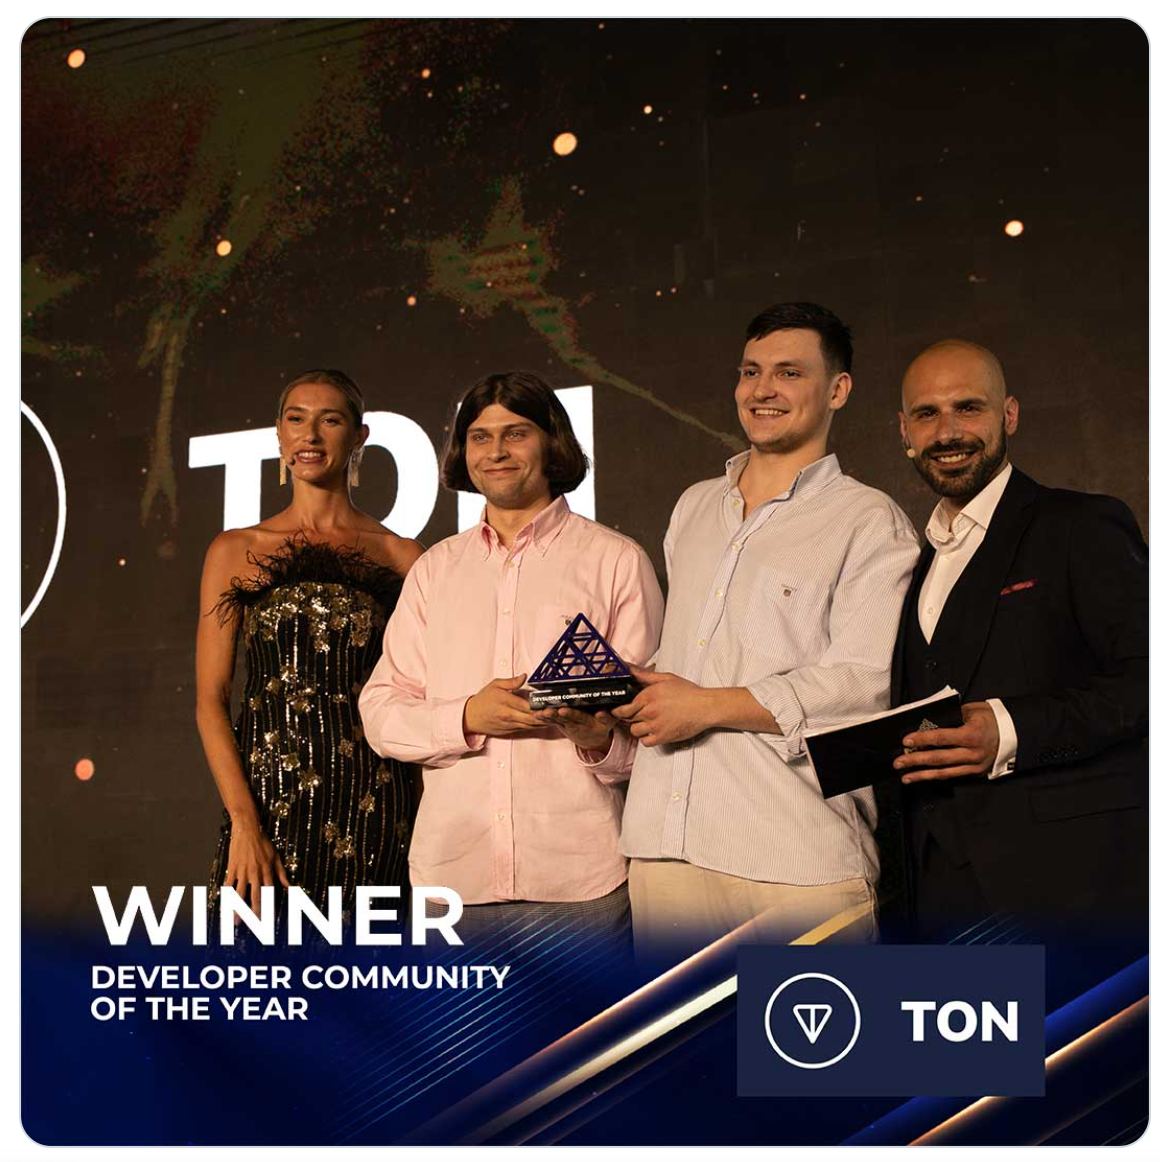 TON
DEVELOPER COMMUNITY OF THE YEAR
WINNER
DEVELOPER COMMUNITY
OF THE YEAR
TON